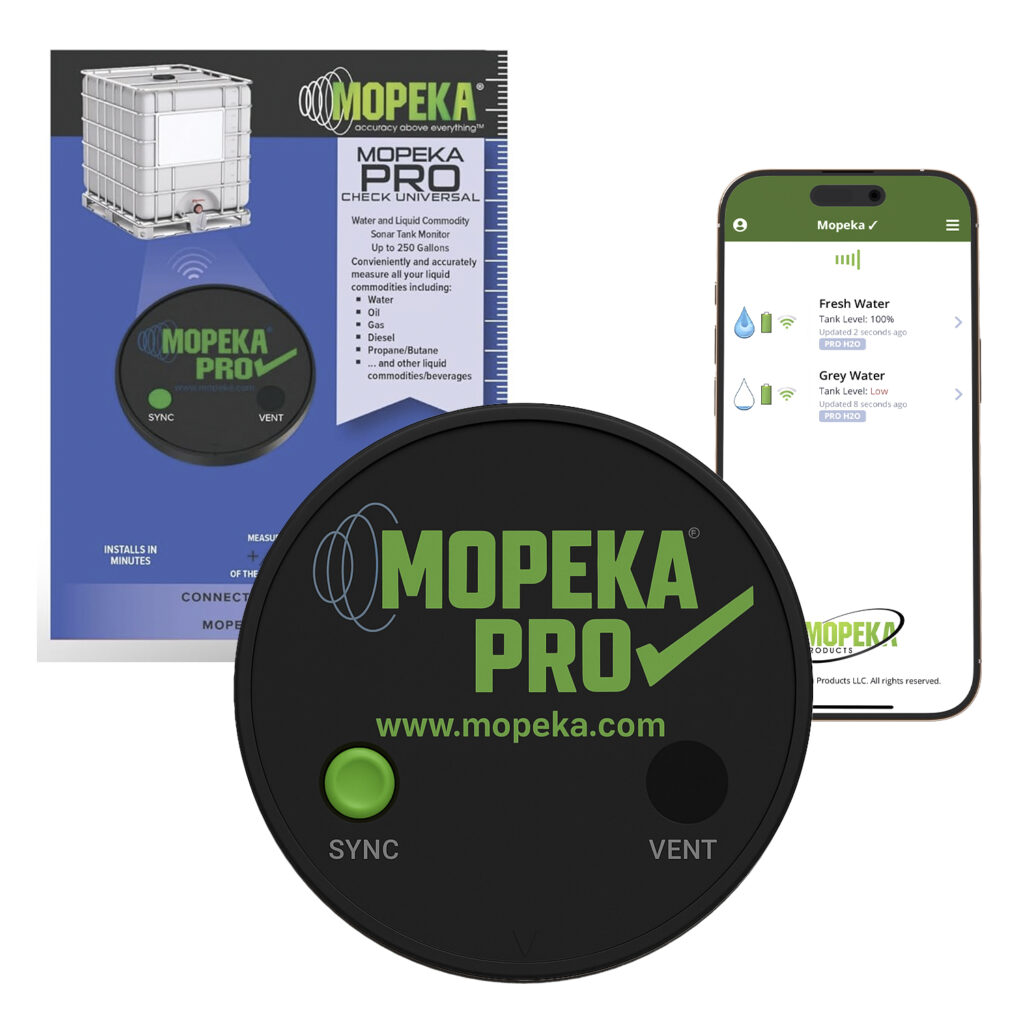 MOPEKA®
accuracy above everything™
MOPEKA
PRO
CHECK UNIVERSAL
Water and Liquid Commodity
Sonar Tank Monitor
Up to 250 Gallons
Conveniently and accurately
measure all your liquid
commodities including:
▪ Water
▪ Oil
▪ Gas
▪ Diesel
▪ Propane/Butane
▪ ... and other liquid
commodities/beverages
MOPEKA®
PRO✓
www.mopeka.com
SYNC
VENT
INSTALLS IN
MINUTES
MEASU
+
OF THE
CONNECT
MOPE
Mopeka ✓
Fresh Water
Tank Level: 100%
Updated 2 seconds ago
PRO H2O
Grey Water
Tank Level: Low
Updated 8 seconds ago
PRO H2O
MOPEKA
RODUCTS
Products LLC. All rights reserved.
MOPEKA®
PRO✓
www.mopeka.com
SYNC
VENT